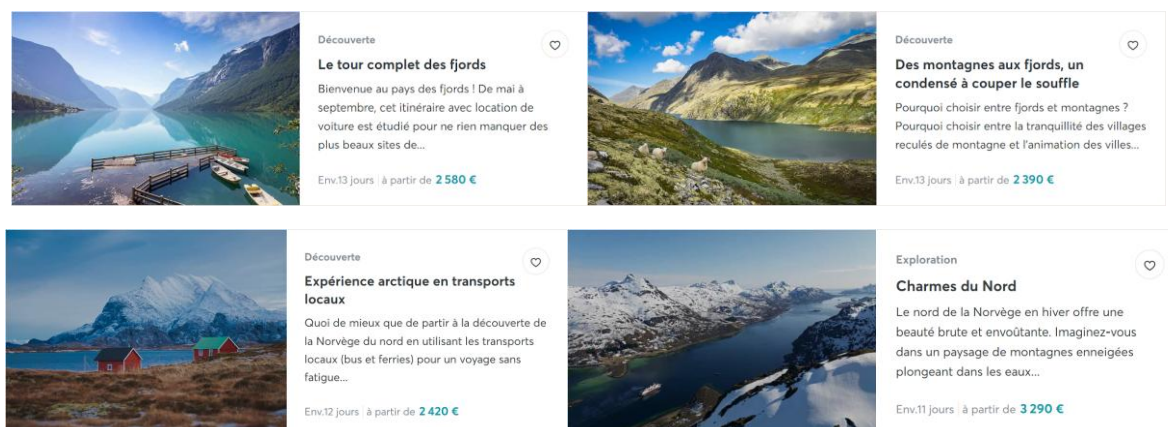 Découverte
Le tour complet des fjords
Bienvenue au pays des fjords ! De mai à
septembre, cet itinéraire avec location de
voiture est étudié pour ne rien manquer des
plus beaux sites de...
Env.13 jours à partir de 2 580 €
Découverte
Des montagnes aux fjords, un
condensé à couper le souffle
Pourquoi choisir entre fjords et montagnes ?
Pourquoi choisir entre la tranquillité des villages
reculés de montagne et l'animation des villes...
Env.13 jours à partir de 2 390 €
Découverte
Expérience arctique en transports
locaux
Quoi de mieux que de partir à la découverte de
la Norvège du nord en utilisant les transports
locaux (bus et ferries) pour un voyage sans
fatigue...
Env.12 jours à partir de 2 420 €
Exploration
Charmes du Nord
Le nord de la Norvège en hiver offre une
beauté brute et envoûtante. Imaginez-vous
dans un paysage de montagnes enneigées
plongeant dans les eaux...
Env.11 jours à partir de 3 290 €